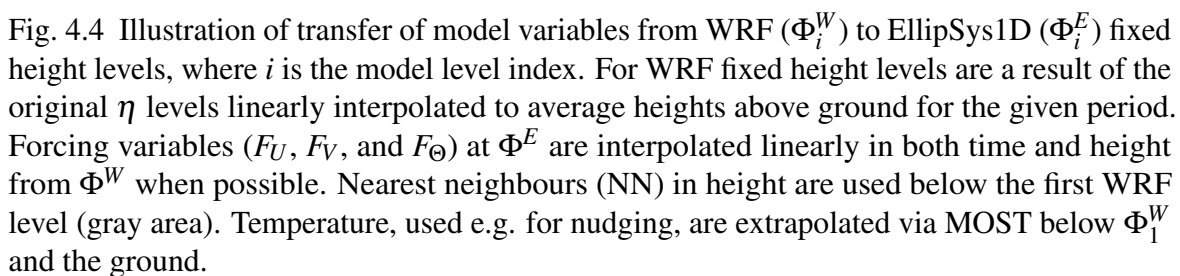 Fig. 4.4 Illustration of transfer of model variables from WRF (Φ_i^W) to EllipSys1D (Φ_i^E) fixed
height levels, where i is the model level index. For WRF fixed height levels are a result of the
original η levels linearly interpolated to average heights above ground for the given period.
Forcing variables (F_U, F_V, and F_Θ) at Φ^E are interpolated linearly in both time and height
from Φ^W when possible. Nearest neighbours (NN) in height are used below the first WRF
level (gray area). Temperature, used e.g. for nudging, are extrapolated via MOST below Φ_1^W
and the ground.